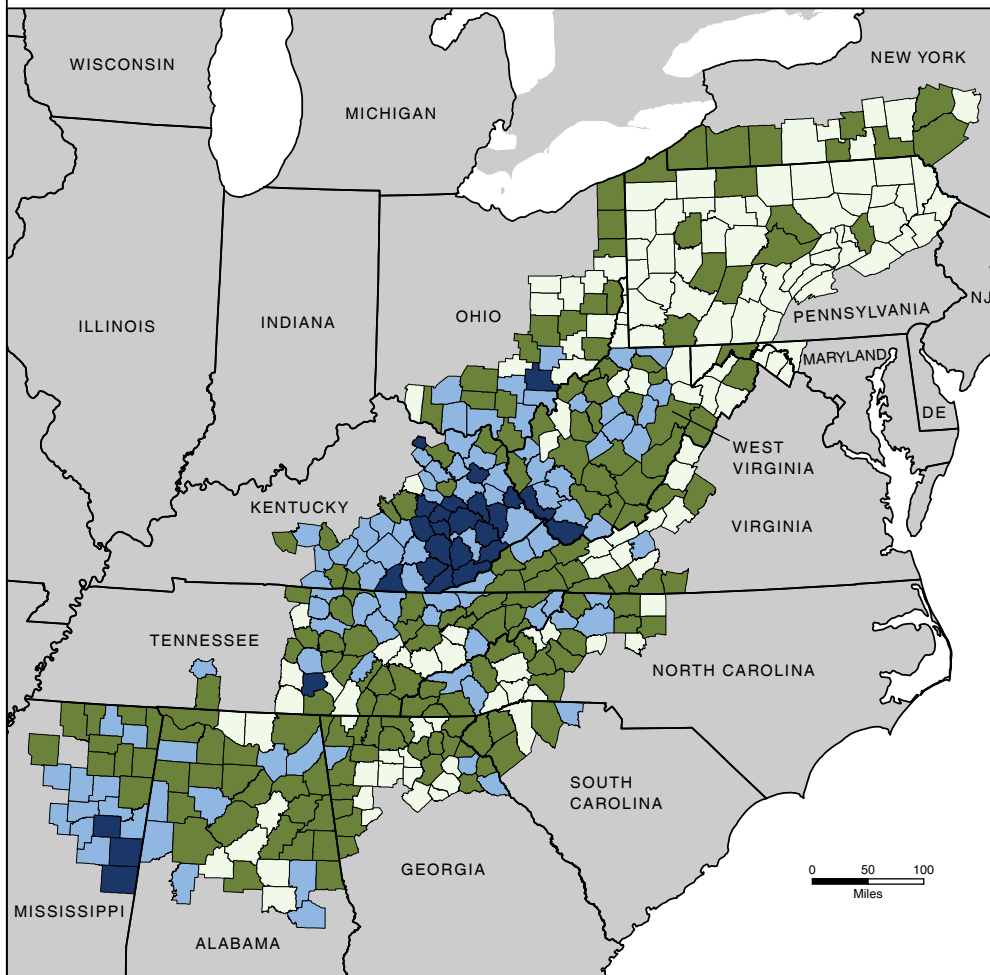 WISCONSIN
NEW YORK
MICHIGAN
ILLINOIS
INDIANA
OHIO
PENNSYLVANIA
NJ
MARYLAND
DE
WEST
VIRGINIA
KENTUCKY
VIRGINIA
TENNESSEE
NORTH CAROLINA
SOUTH
CAROLINA
GEORGIA
MISSISSIPPI
ALABAMA
0 50 100
Miles